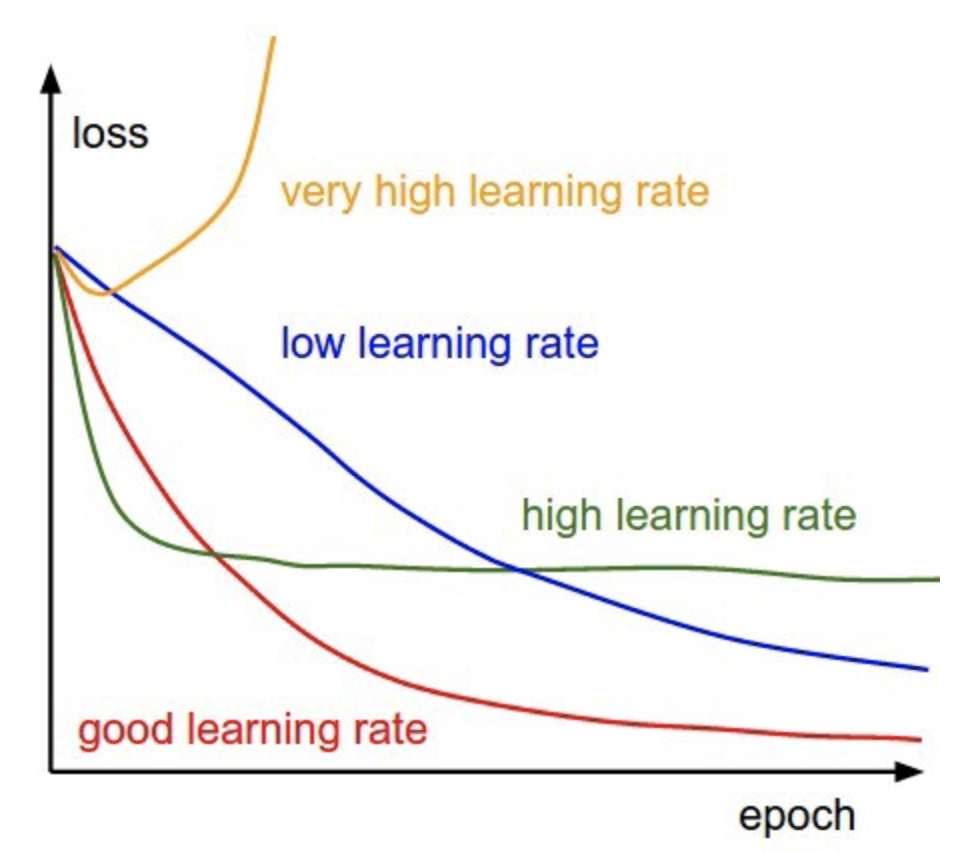 loss
very high learning rate
low learning rate
high learning rate
good learning rate
epoch